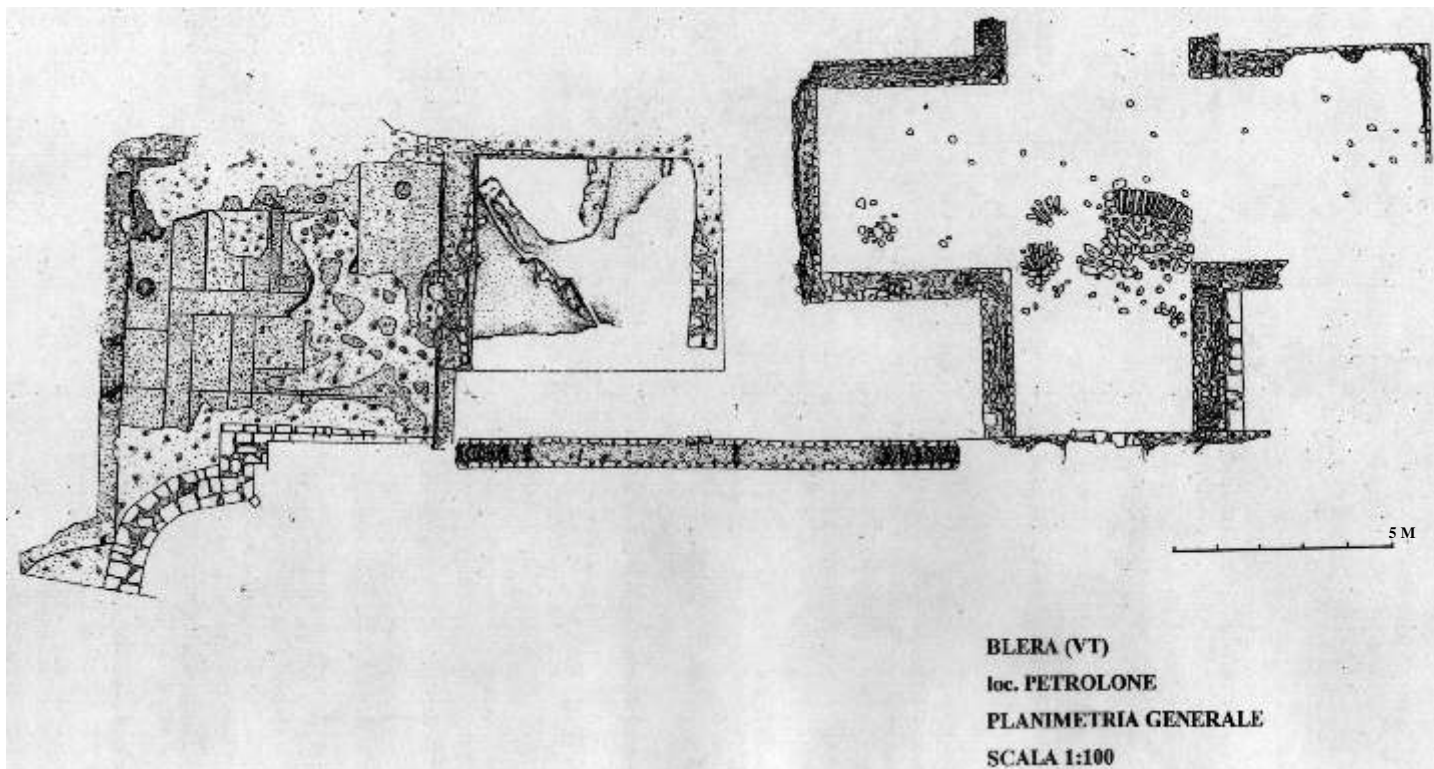 5 M
BLERA (VT)
loc. PETROLONE
PLANIMETRIA GENERALE
SCALA 1:100